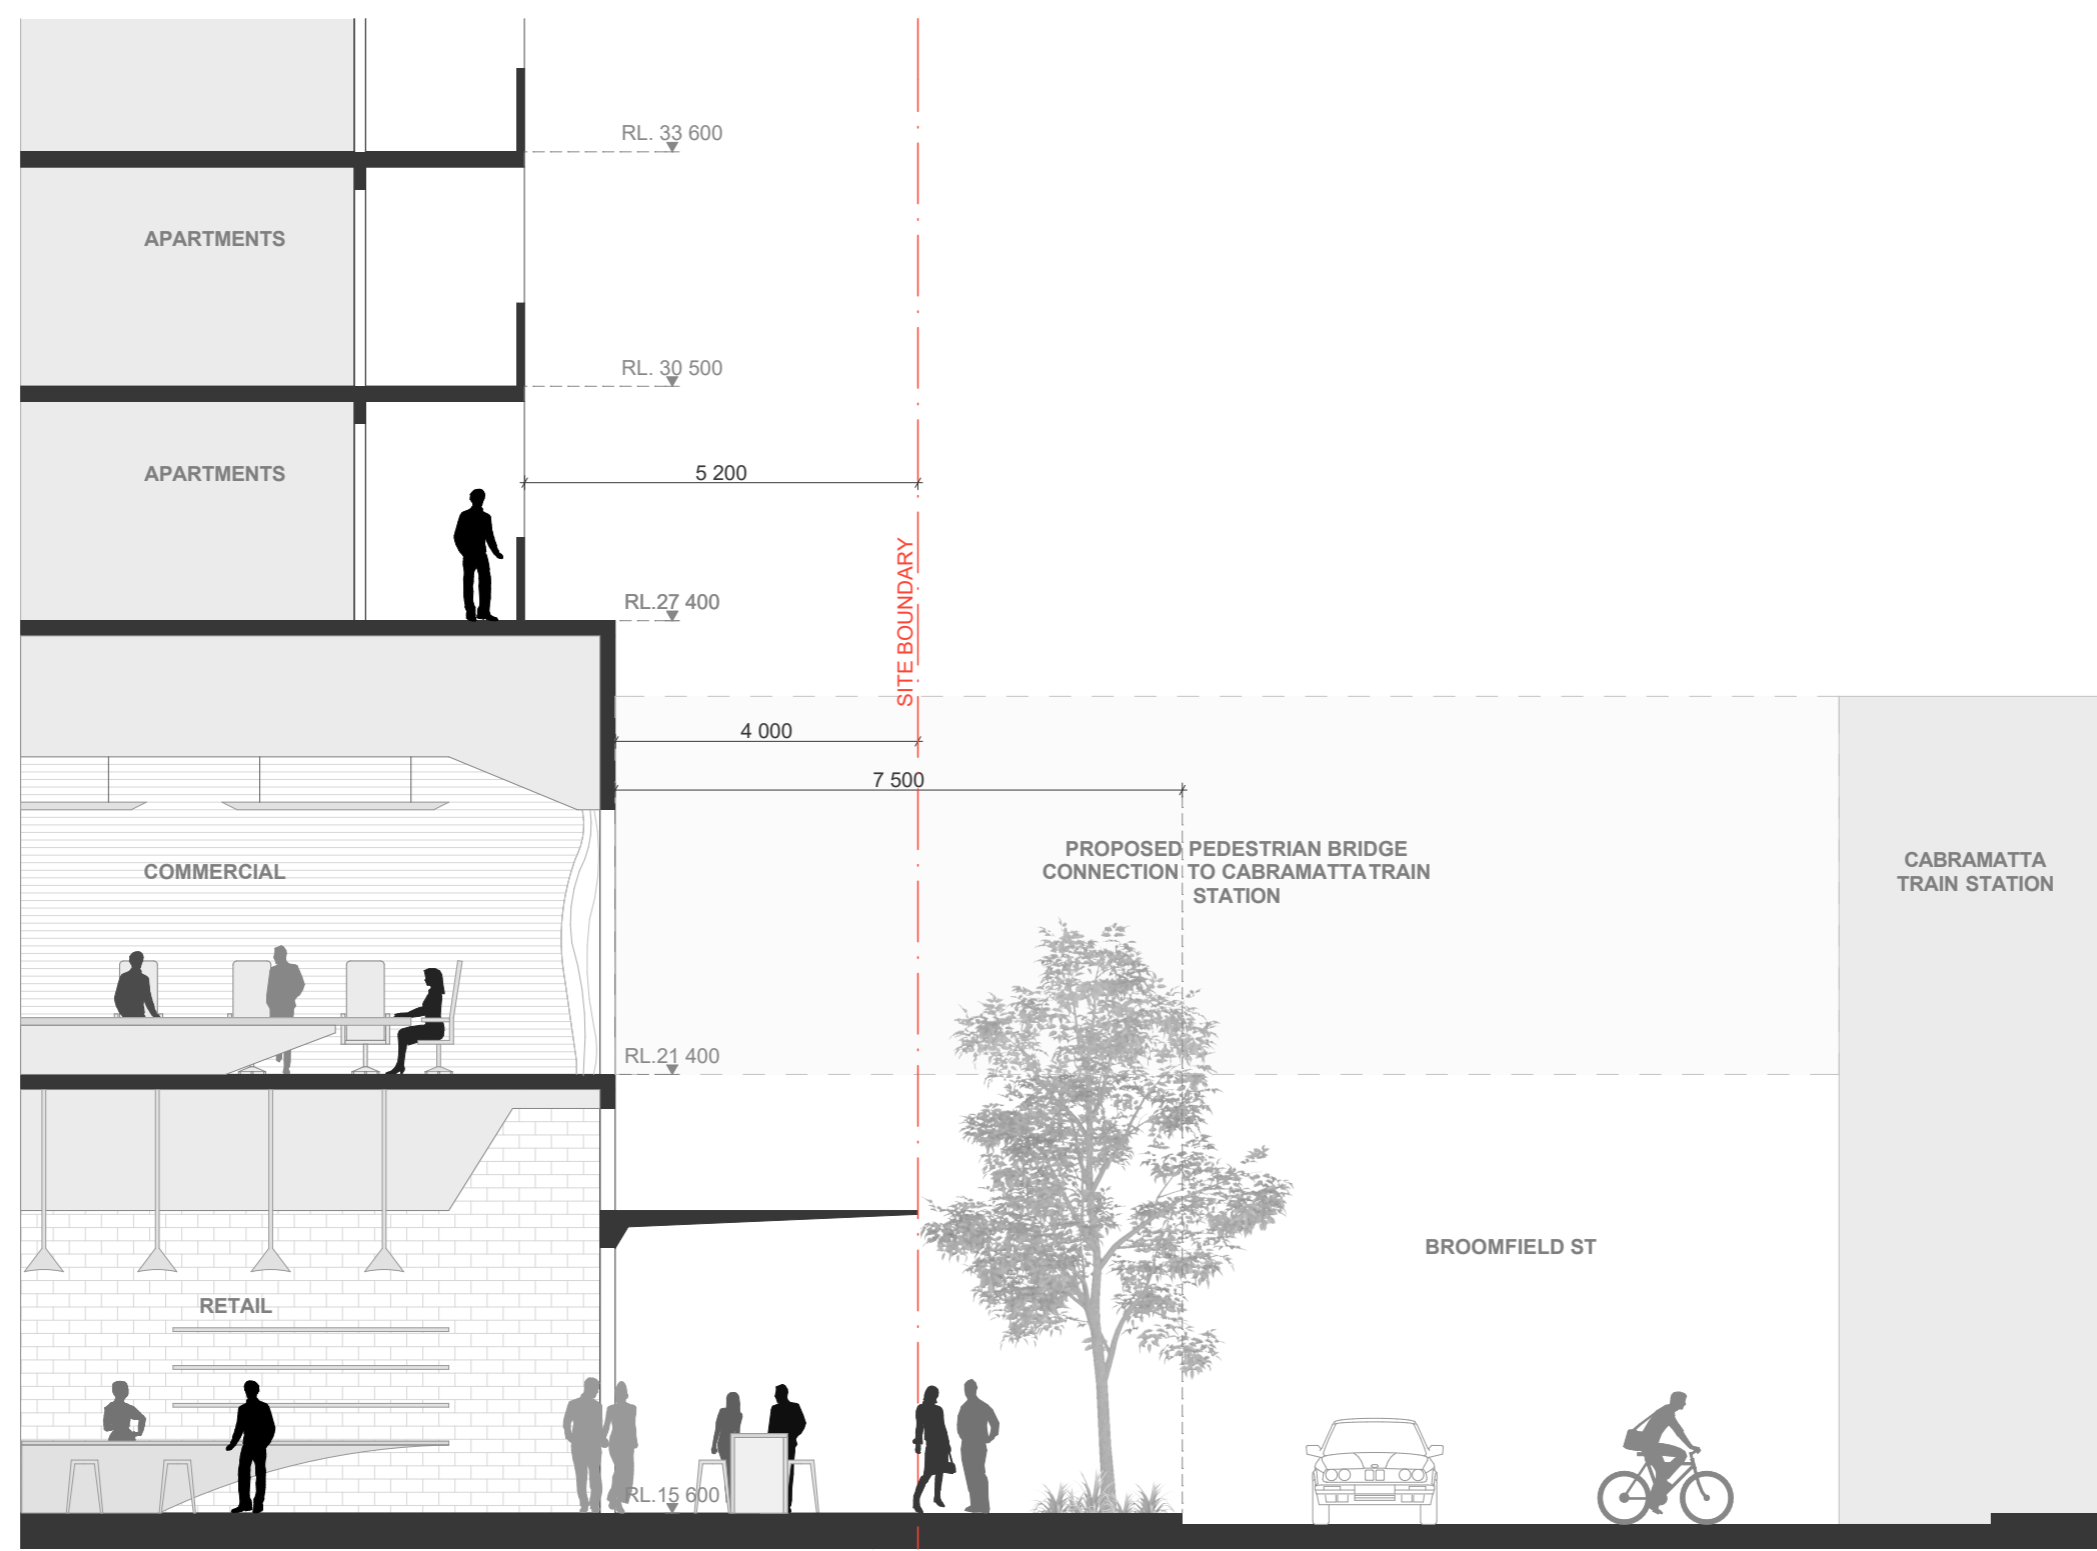 RL. 33 600
APARTMENTS
RL. 30 500
APARTMENTS
5 200
SITE BOUNDARY
RL.27 400
4 000
7 500
COMMERCIAL
PROPOSED PEDESTRIAN BRIDGE
CONNECTION TO CABRAMATTA TRAIN
STATION
CABRAMATTA
TRAIN STATION
RL.21 400
BROOMFIELD ST
RETAIL
RL.15 600